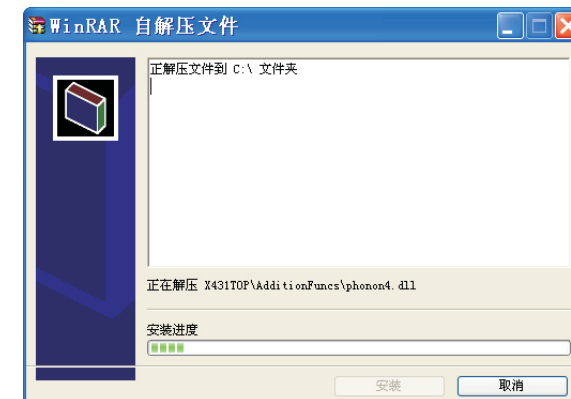 WinRAR 自解压文件
正解压文件到 C:\ 文件夹
正在解压 X431TOP\AdditionFuncs\phonon4.dll
安装进度
安装
取消